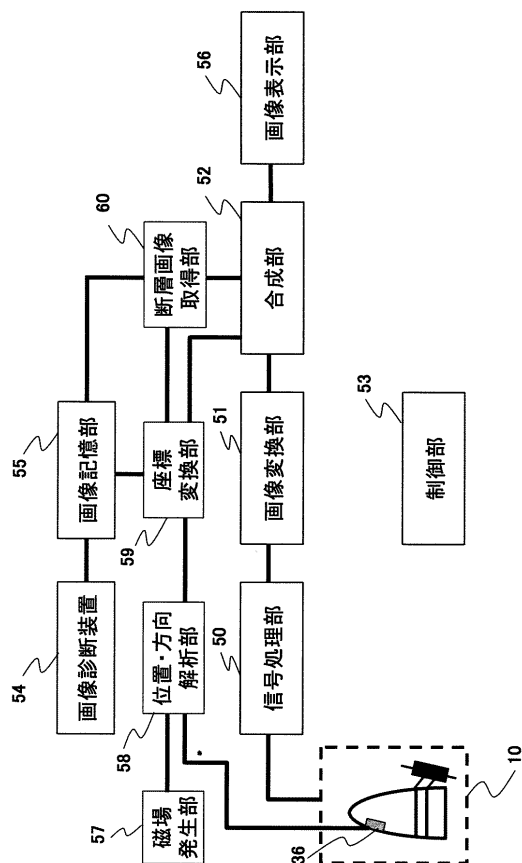 54
画像診断装置
55
画像記憶部
57
磁場
発生部
58
位置・方向
解析部
59
座標
変換部
60
断層画像
取得部
50
信号処理部
51
画像変換部
52
合成部
56
画像表示部
36
10
53
制御部